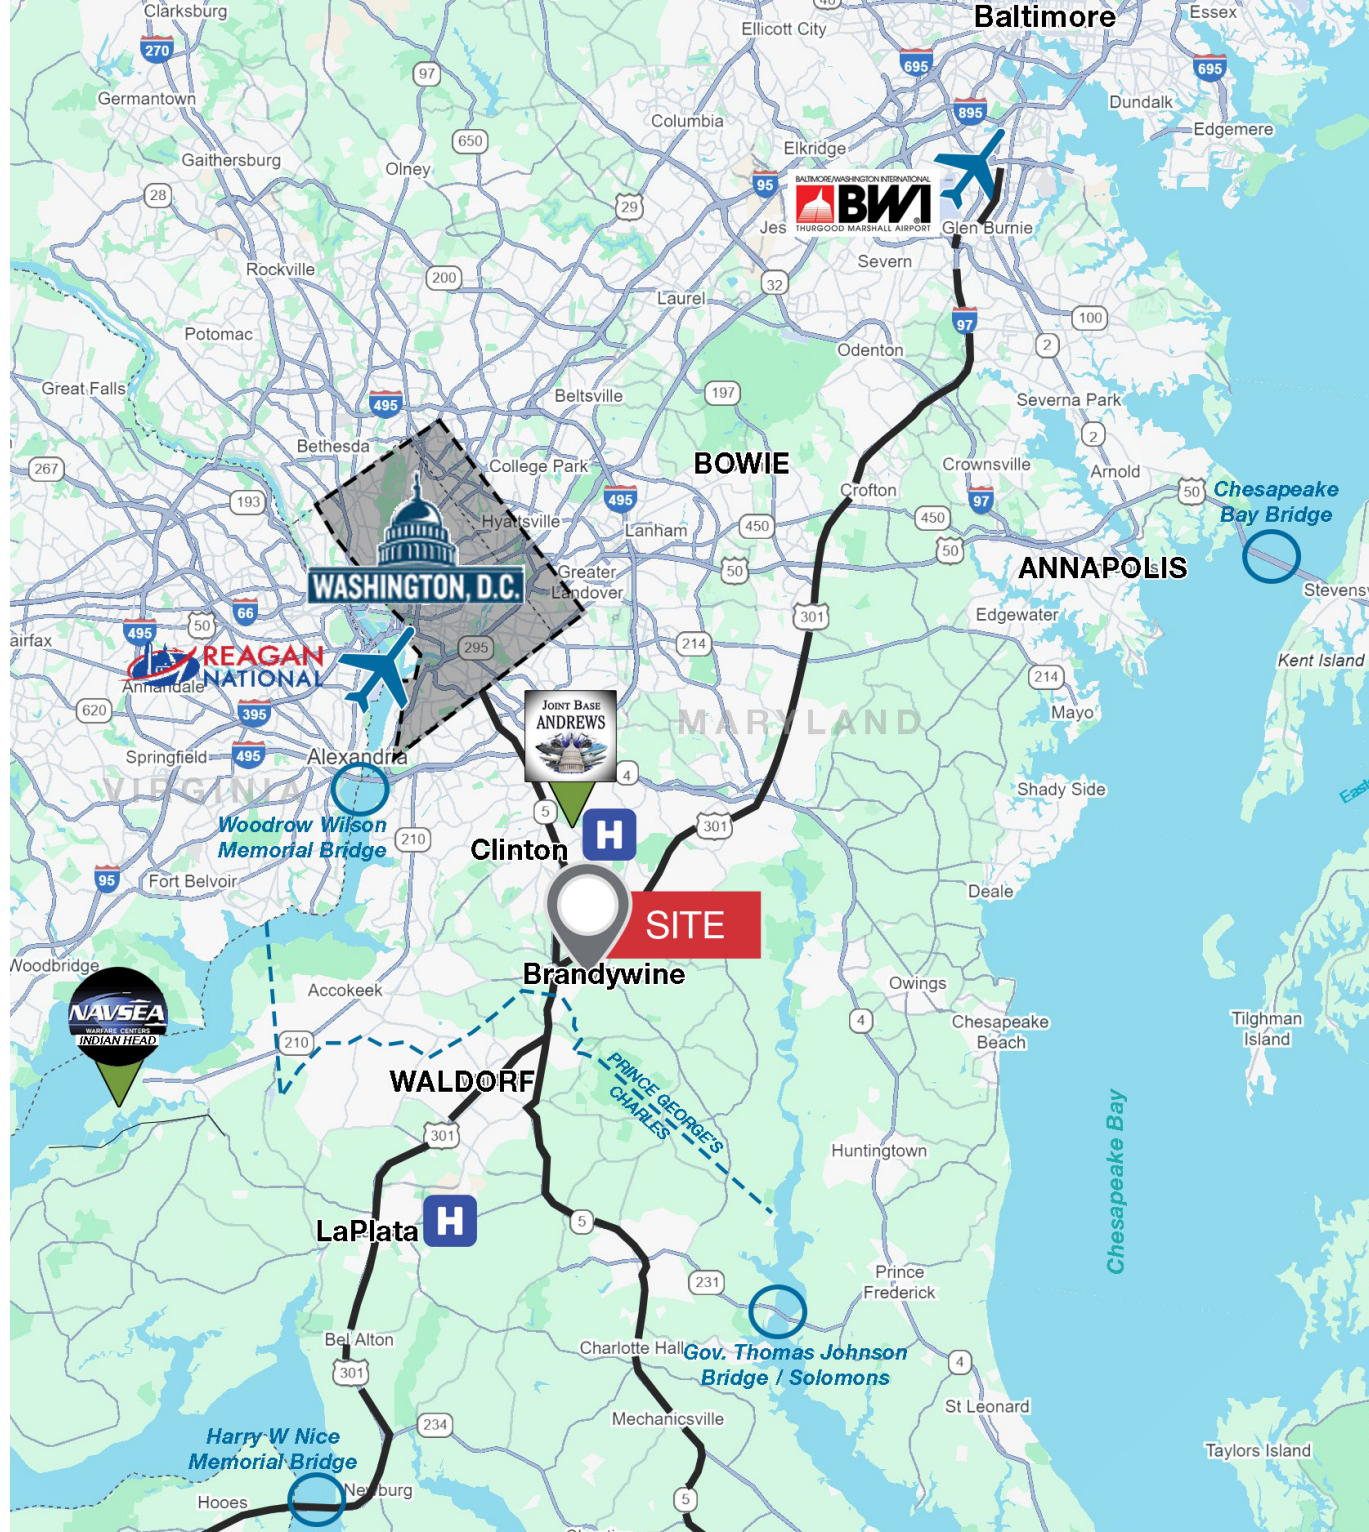 Clarksburg
40
Baltimore
Essex
Ellicott City
270
97
695
695
Germantown
Dundalk
895
Columbia
Edgemere
650
Elkridge
Gaithersburg
Olney
95
BALTIMORE/WASHINGTON INTERNATIONAL
BWI
THURGOOD MARSHALL AIRPORT
28
29
Jes
Glen Burnie
Severn
Rockville
200
32
Laurel
100
97
Potomac
2
Odenton
Great Falls
197
Beltsville
Severna Park
495
2
Bethesda
College Park
BOWIE
Crownsville
Arnold
267
Crofton
50
Chesapeake
Bay Bridge
193
495
97
Hyattsville
450
450
Lanham
50
WASHINGTON, D.C.
Greater
Landover
50
ANNAPOLIS
Stevensv
66
301
Edgewater
495
50
airfax
295
214
REAGAN
NATIONAL
Kent Island
Annandale
214
620
395
JOINT BASE
ANDREWS
MARYLAND
Mayo
Springfield
495
Alexandria
4
VIRGINIA
Shady Side
East
5
Woodrow Wilson
Memorial Bridge
210
H
301
Clinton
95
Fort Belvoir
Deale
SITE
Woodbridge
Brandywine
Accokeek
Owings
NAVSEA
WARFARE CENTERS
INDIAN HEAD
4
Chesapeake
Beach
Tilghman
Island
210
WALDORF
PRINCE GEORGE'S
CHARLES
Chesapeake Bay
301
Huntingtown
LaPlata
H
5
231
Prince
Frederick
Bel Alton
Charlotte Hall
Gov. Thomas Johnson
Bridge / Solomons
4
301
St Leonard
234
Mechanicsville
Harry W Nice
Memorial Bridge
Taylors Island
Newburg
Hooes
5